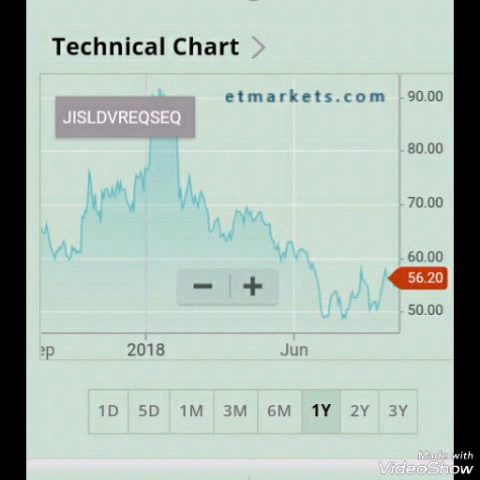 Technical Chart
etmarkets.com
JISLDVREQSEQ
90.00
80.00
70.00
60.00
56.20
50.00
ep 2018 Jun
1D 5D 1M 3M 6M 1Y 2Y 3Y
Made with
VideoShow